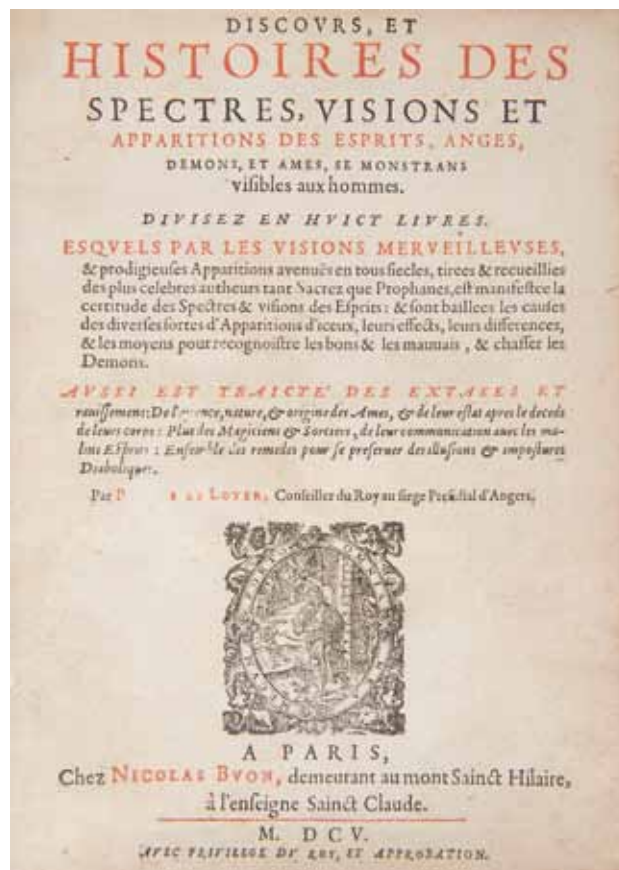 DISCOVRS, ET
HISTOIRES DES
SPECTRES, VISIONS ET
APPARITIONS DES ESPRITS, ANGES,
DEMONS, ET AMES, SE MONSTRANS
visibles aux hommes.
DIVISEZ EN HVICT LIVRES.
ESQVELS PAR LES VISIONS MERVEILLEVSES,
& prodigieuſes Apparitions avenuës en tous ſiecles, tirees & recueillies
des plus celebres autheurs tant Sacrez que Prophanes, eſt manifeſtee la
certitude des Spectres & viſions des Eſprits : & ſont baillees les cauſes
des diverſes ſortes d'Apparitions d'iceux, leurs effects, leurs differences,
& les moyens pour recognoiſtre les bons & les mauuais , & chaſſer les
Demons.
AVSSI EST TRAICTE' DES EXTASES ET
rauiſſemens: De l' nature, & origine des Ames, & de leur eſtat apres le deceds
de leurs corps : Plus des Magiciens & Sorciers, de leur communication auec les ma-
lins Eſprits : Enſemble des remedes pour ſe preſeruer des illuſions & impoſtures
Diaboliques.
Par P E LE LOYER, Conſeiller du Roy au ſiege Preſidial d'Angers.
A PARIS,
Chez NICOLAS BVON, demeurant au mont Sainct Hilaire,
à l'enſeigne Sainct Claude.
M. DCV.
AVEC PRIVILEGE DV ROY, ET APPROBATION.